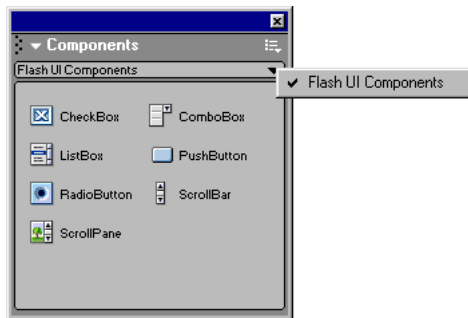 Components
Flash UI Components
Flash UI Components
CheckBox ComboBox
ListBox PushButton
RadioButton ScrollBar
ScrollPane